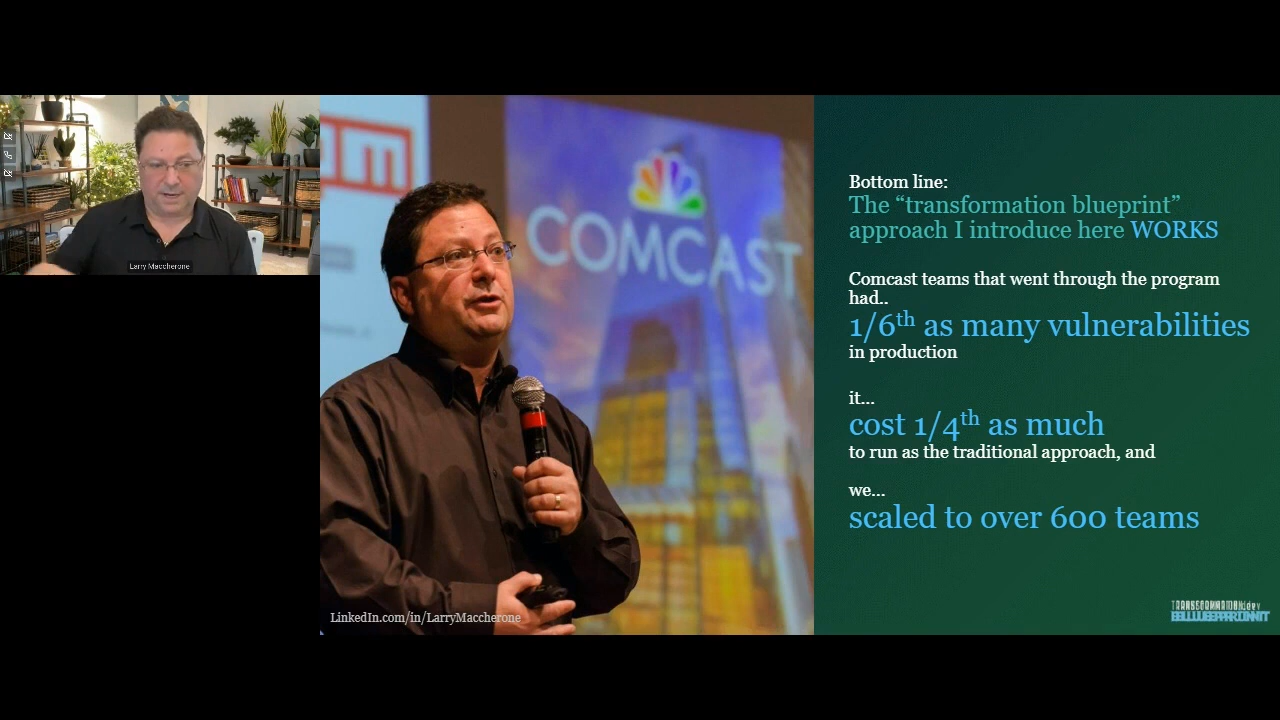 Larry Maccherone
COMCAST
LinkedIn.com/in/LarryMaccherone
Bottom line:
The “transformation blueprint”
approach I introduce here WORKS
Comcast teams that went through the program
had..
1/6th as many vulnerabilities
in production
it...
cost 1/4th as much
to run as the traditional approach, and
we...
scaled to over 600 teams